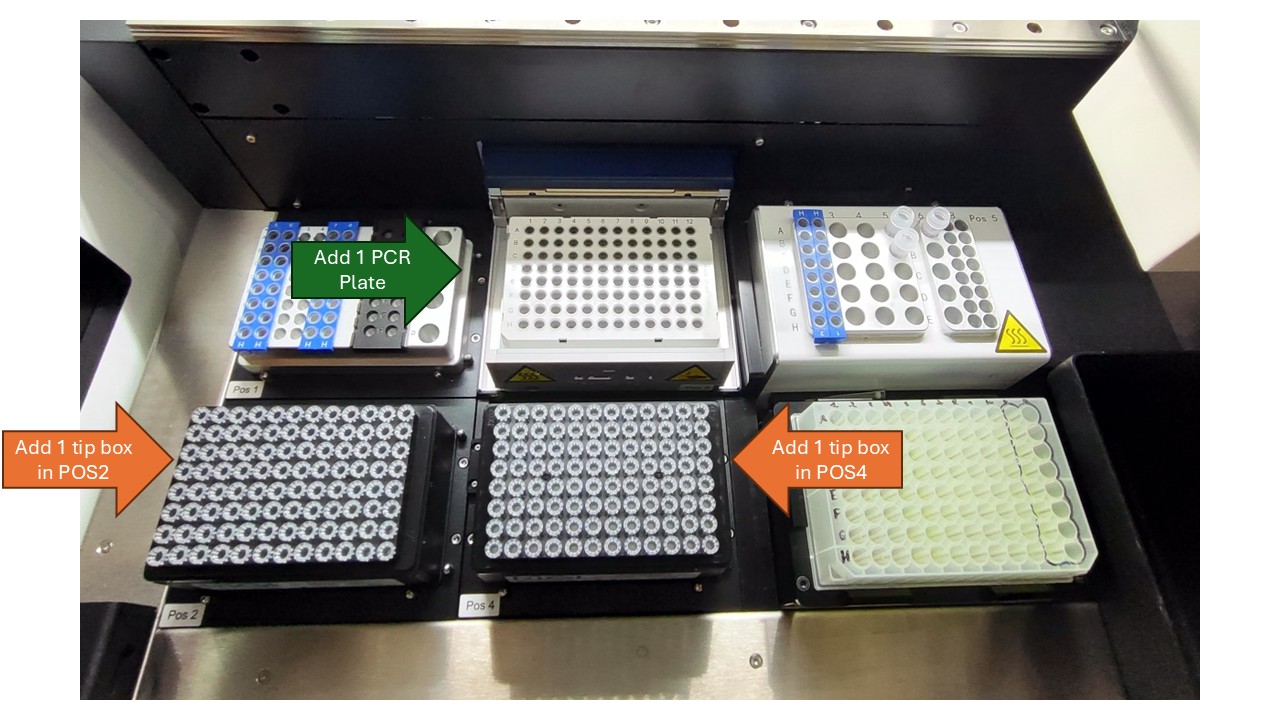 Add 1 PCR
Plate
1 2 3 4 5 6 7 8 9 10 11 12
A
B
C
H
Pos 5
3 4 5 6
A
D
E
F
G
H
B
C
D
E
H H
H H
H H
Pos 1
Add 1 tip box
in POS2
Add 1 tip box
in POS4
A
E
F
G
H
Pos 2
Pos 4